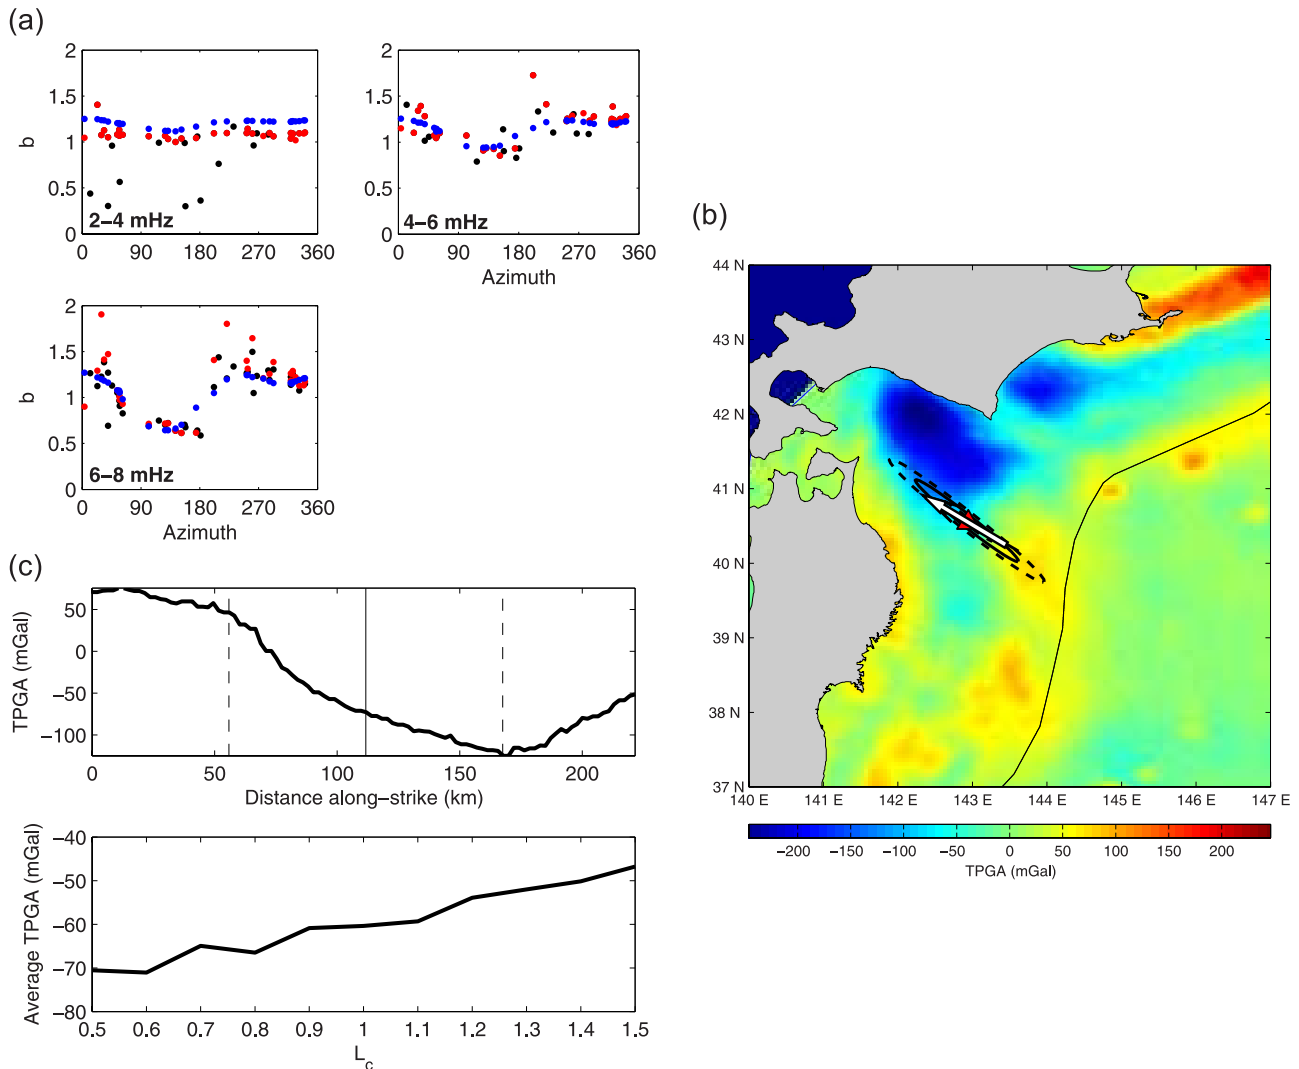 (a)
2
1.5
1
0.5
0
b
2–4 mHz
0 90 180 270 360
2
1.5
1
0.5
0
4–6 mHz
0 90 180 270 360
Azimuth
2
1.5
1
0.5
0
b
6–8 mHz
0 90 180 270 360
Azimuth
(b)
44 N
43 N
42 N
41 N
40 N
39 N
38 N
37 N
140 E 141 E 142 E 143 E 144 E 145 E 146 E 147 E
−200 −150 −100 −50 0 50 100 150 200
TPGA (mGal)
(c)
50
0
−50
−100
TPGA (mGal)
0 50 100 150 200
Distance along–strike (km)
−40
−50
−60
−70
−80
Average TPGA (mGal)
0.5 0.6 0.7 0.8 0.9 1 1.1 1.2 1.3 1.4 1.5
L_c